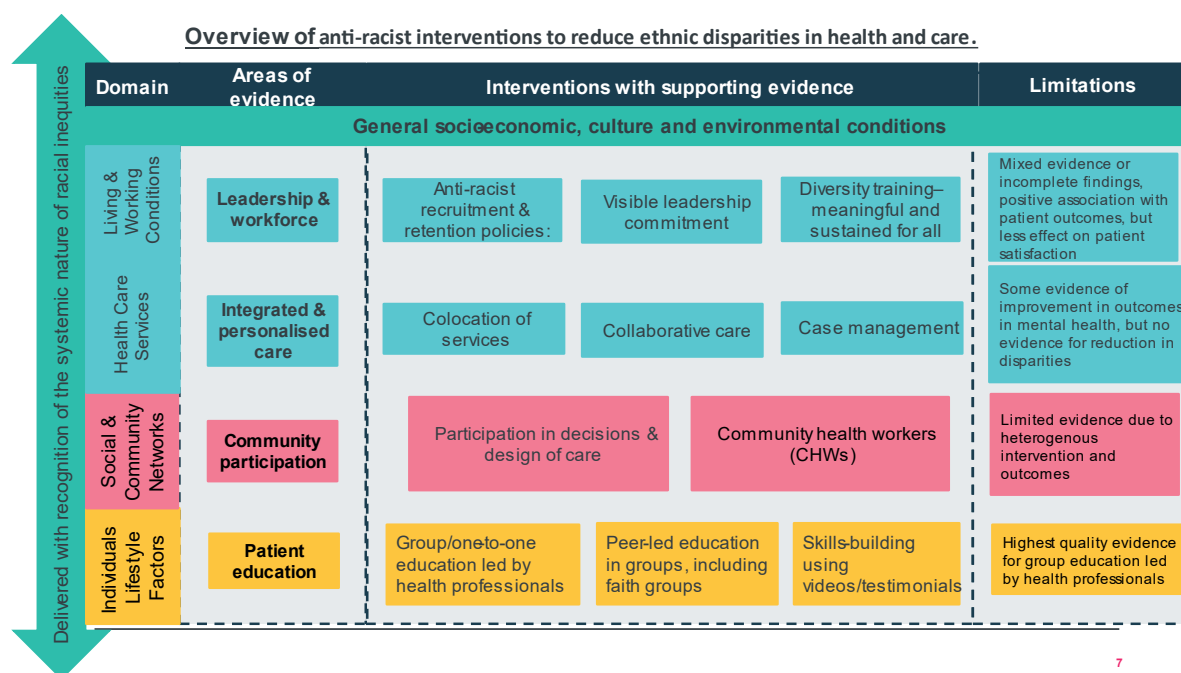 Overview of anti-racist interventions to reduce ethnic disparities in health and care.
Delivered with recognition of the systemic nature of racial inequities
Domain
Areas of
evidence
Interventions with supporting evidence
Limitations
General socioeconomic, culture and environmental conditions
Living &
Working
Conditions
Leadership &
workforce
Anti-racist
recruitment &
retention policies:
Visible leadership
commitment
Diversity training–
meaningful and
sustained for all
Mixed evidence or
incomplete findings,
positive association with
patient outcomes, but
less effect on patient
satisfaction
Health Care
Services
Integrated &
personalised
care
Colocation of
services
Collaborative care
Case management
Some evidence of
improvement in outcomes
in mental health, but no
evidence for reduction in
disparities
Social &
Community
Networks
Community
participation
Participation in decisions &
design of care
Community health workers
(CHWs)
Limited evidence due to
heterogenous
intervention and
outcomes
Individuals
Lifestyle
Factors
Patient
education
Group/one-to-one
education led by
health professionals
Peer-led education
in groups, including
faith groups
Skills-building
using
videos/testimonials
Highest quality evidence
for group education led
by health professionals
7